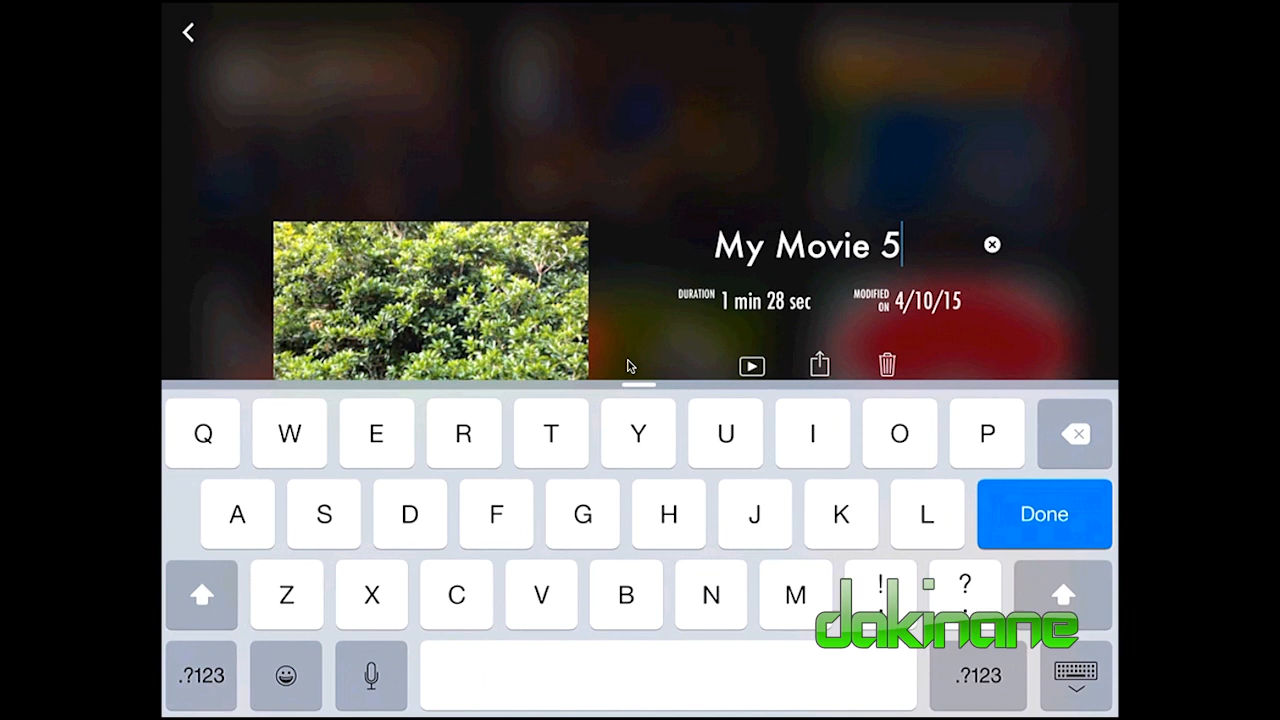 My Movie 5
DURATION 1 min 28 sec MODIFIED ON 4/10/15
Q W E R T Y U I O P
A S D F G H J K L Done
Z X C V B N M ! ?
dakinane
.?123 .?123